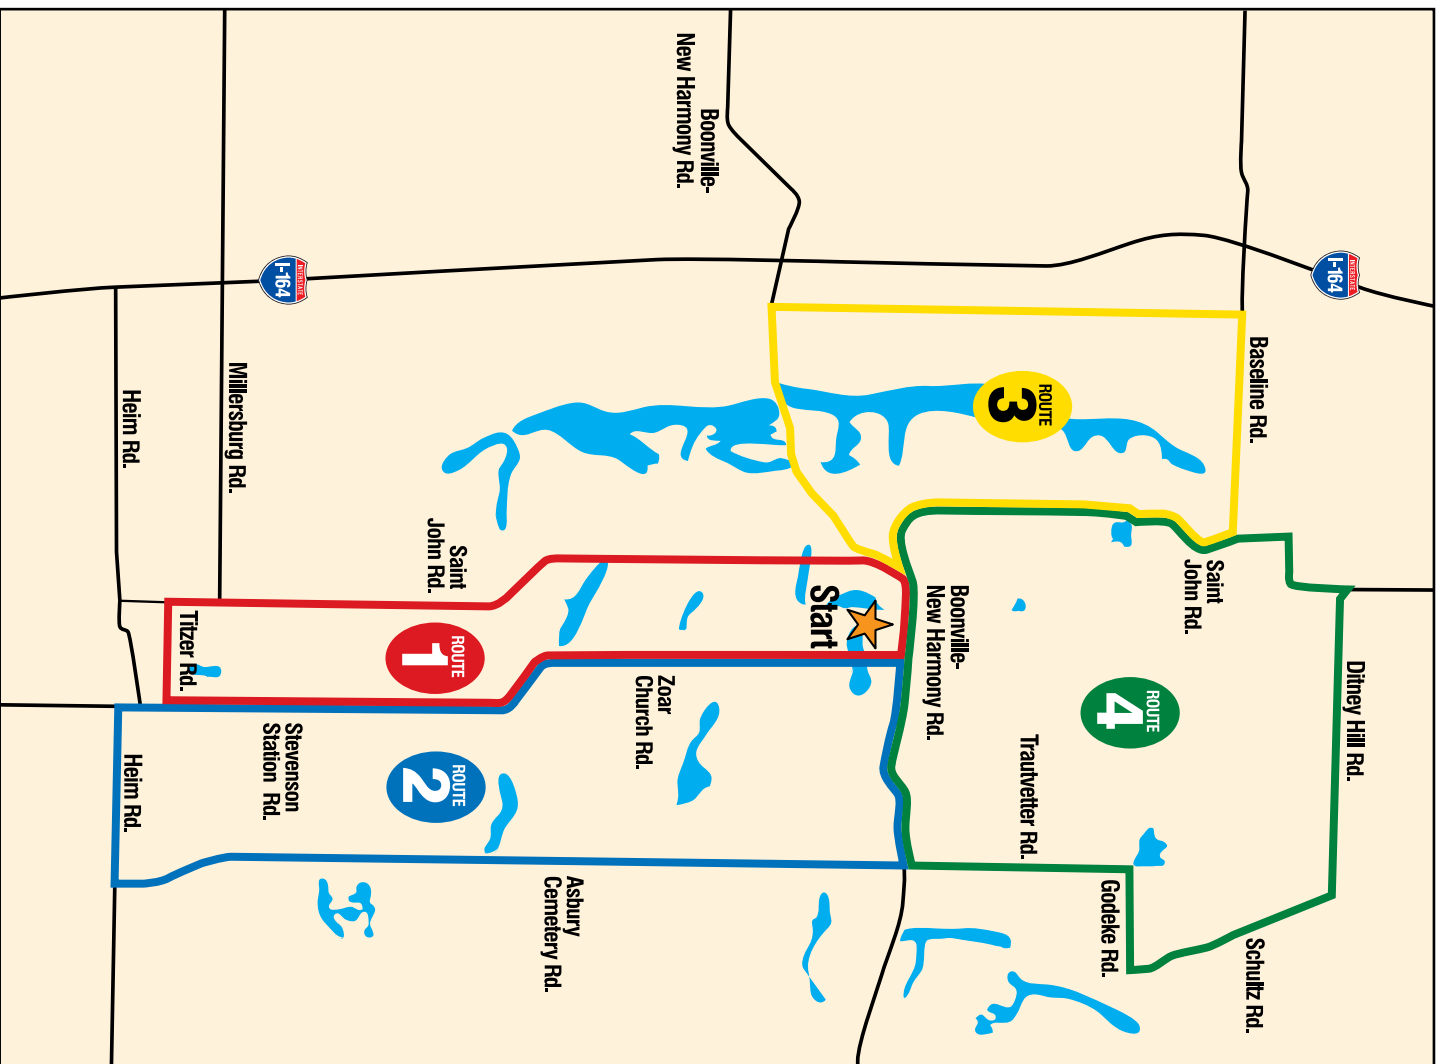 Ditney Hill Rd.
INTERSTATE
I-164
Baseline Rd.
Schultz Rd.
Saint
John Rd.
ROUTE
4
Godeke Rd.
ROUTE
3
Trautvetter Rd.
Boonville-
New Harmony Rd.
Start
Boonville-
New Harmony Rd.
Zoar
Church Rd.
Asbury
Cemetery Rd.
Saint
John Rd.
ROUTE
1
ROUTE
2
INTERSTATE
I-164
Stevenson
Station Rd.
Millersburg Rd.
Titzer Rd.
Heim Rd.
Heim Rd.